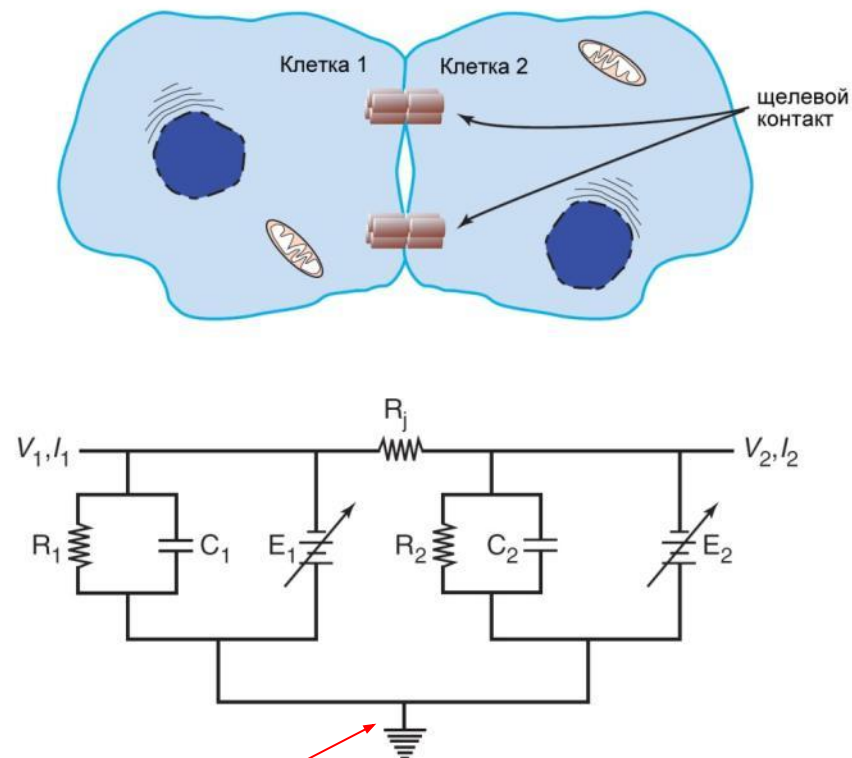 Клетка 1
Клетка 2
щелевой
контакт
Rj
V1,I1
V2,I2
R1
C1
E1
R2
C2
E2